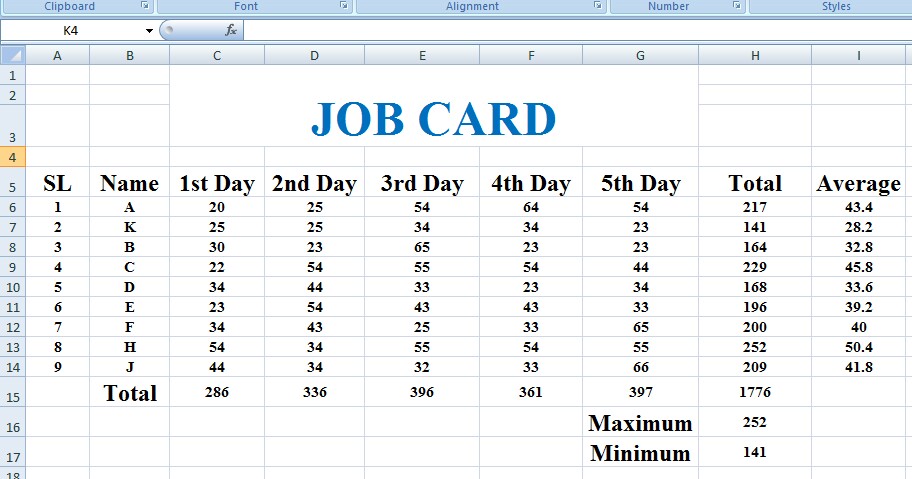 Clipboard Font Alignment Number Styles
K4 fx
A B C D E F G H I
1
2
3 JOB CARD
4
5 SL Name 1st Day 2nd Day 3rd Day 4th Day 5th Day Total Average
6 1 A 20 25 54 64 54 217 43.4
7 2 K 25 25 34 34 23 141 28.2
8 3 B 30 23 65 23 23 164 32.8
9 4 C 22 54 55 54 44 229 45.8
10 5 D 34 44 33 23 34 168 33.6
11 6 E 23 54 43 43 33 196 39.2
12 7 F 34 43 25 33 65 200 40
13 8 H 54 34 55 54 55 252 50.4
14 9 J 44 34 32 33 66 209 41.8
15 Total 286 336 396 361 397 1776
16 Maximum 252
17 Minimum 141
18